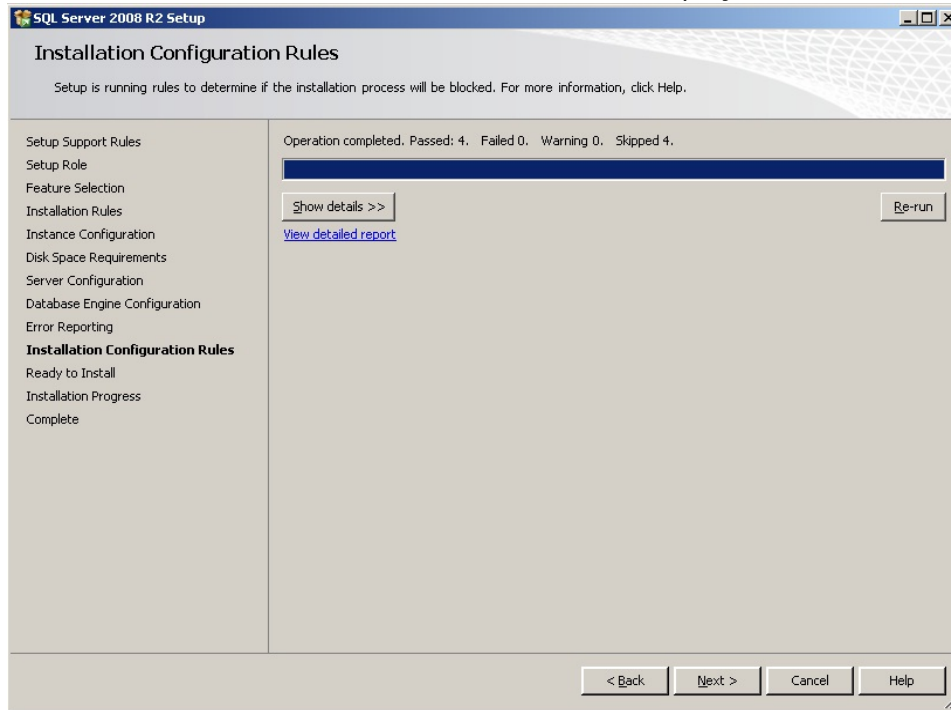 SQL Server 2008 R2 Setup
Installation Configuration Rules
Setup is running rules to determine if the installation process will be blocked. For more information, click Help.
Setup Support Rules
Setup Role
Feature Selection
Installation Rules
Instance Configuration
Disk Space Requirements
Server Configuration
Database Engine Configuration
Error Reporting
Installation Configuration Rules
Ready to Install
Installation Progress
Complete
Operation completed. Passed: 4. Failed 0. Warning 0. Skipped 4.
Show details >>
Re-run
View detailed report
< Back
Next >
Cancel
Help